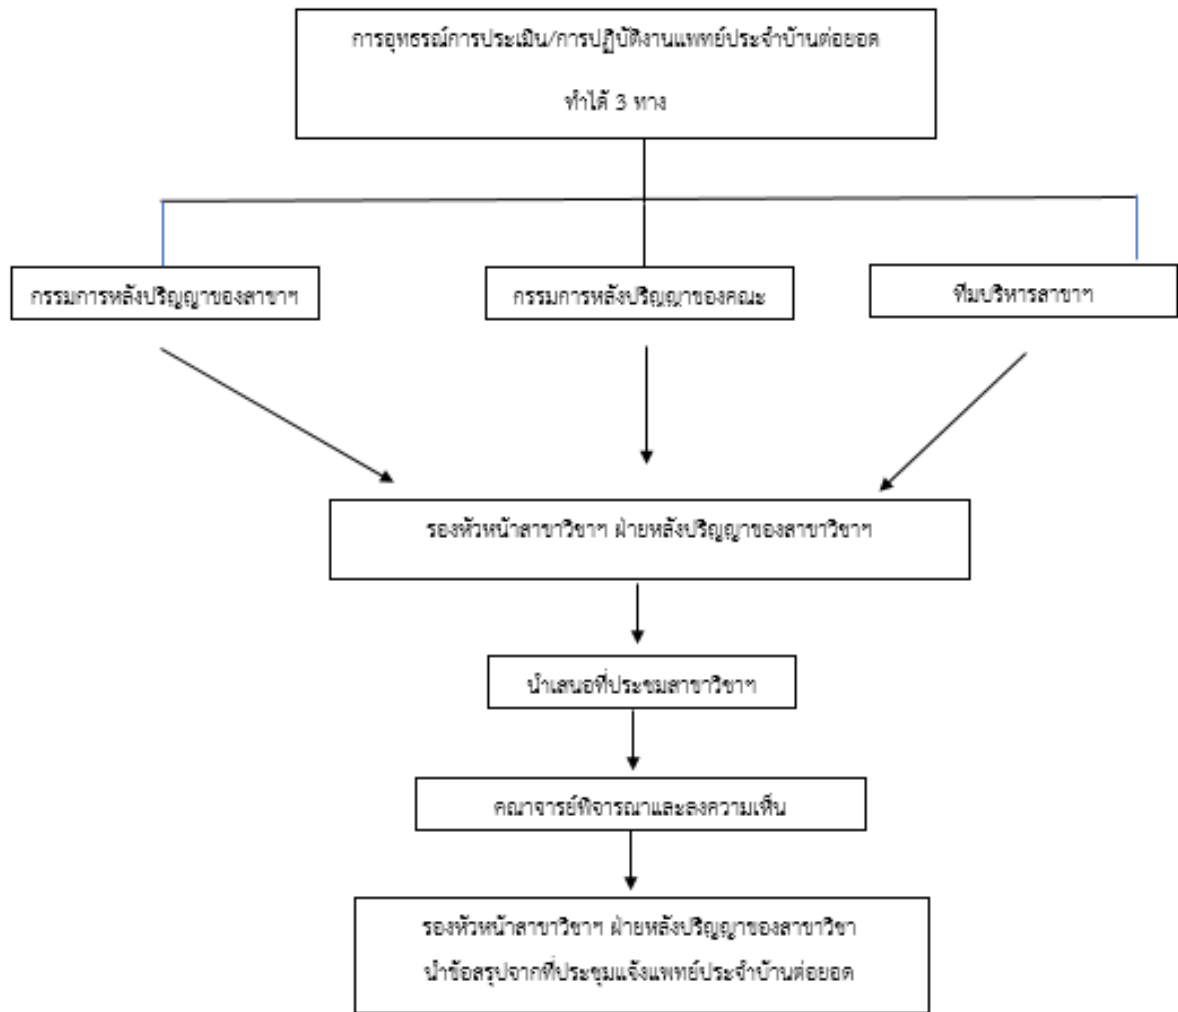 การอุทธรณ์การประเมิน/การปฏิบัติงานแพทย์ประจำบ้านต่อยอด
ทำได้ 3 ทาง
กรรมการหลังปริญญาของสาขาฯ
กรรมการหลังปริญญาของคณะ
ทีมบริหารสาขาฯ
รองหัวหน้าสาขาวิชาฯ ฝ่ายหลังปริญญาของสาขาวิชาฯ
นำเสนอที่ประชมสาขาวิชาฯ
คณาจารย์พิจารณาและลงความเห็น
รองหัวหน้าสาขาวิชาฯ ฝ่ายหลังปริญญาของสาขาวิชา
นำข้อสรุปจากที่ประชุมแจ้งแพทย์ประจำบ้านต่อยอด